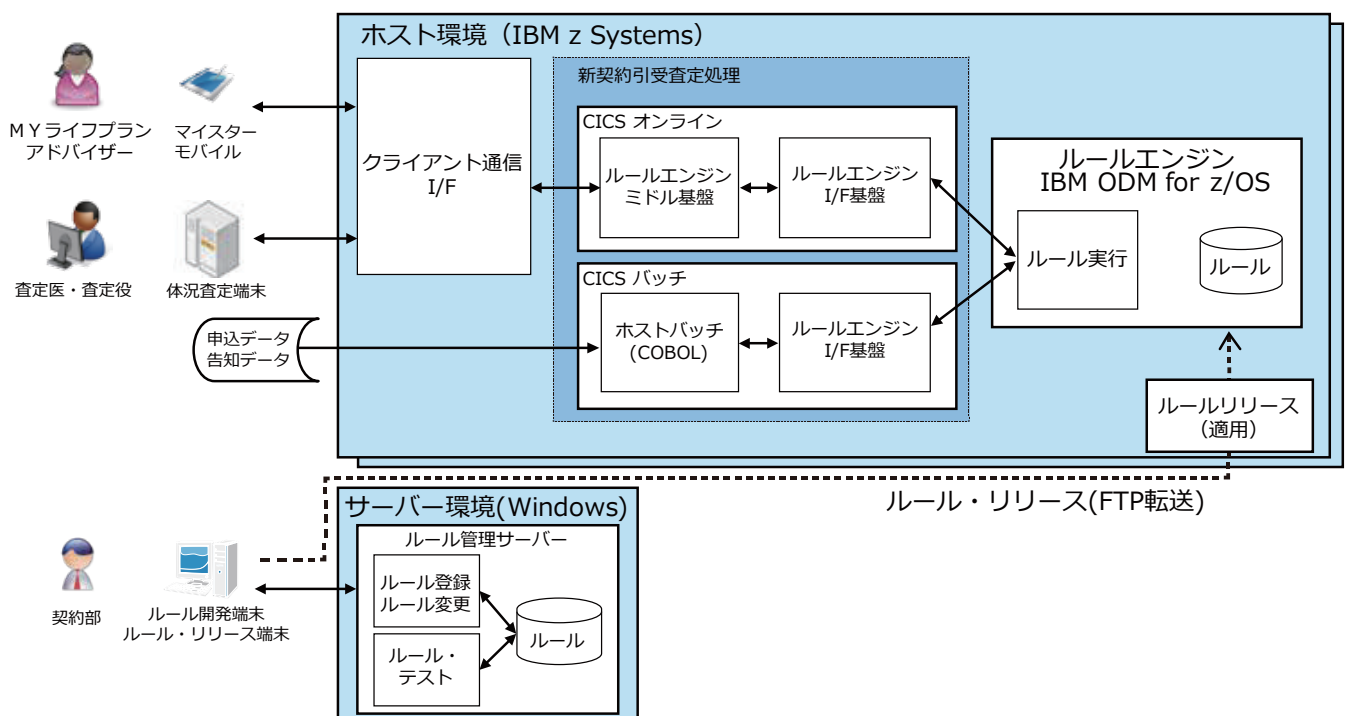 ホスト環境（IBM z Systems）
新契約引受査定処理
ＭＹライフプラン
アドバイザー
マイスター
モバイル
クライアント通信
I/F
CICS オンライン
ルールエンジン
ミドル基盤
ルールエンジン
I/F基盤
ルールエンジン
IBM ODM for z/OS
ルール実行
ルール
査定医・査定役
体況査定端末
CICS バッチ
申込データ
告知データ
ホストバッチ
(COBOL)
ルールエンジン
I/F基盤
ルールリリース
（適用）
ルール・リリース(FTP転送)
サーバー環境(Windows)
ルール管理サーバー
ルール登録
ルール変更
ルール
ルール・
テスト
契約部
ルール開発端末
ルール・リリース端末